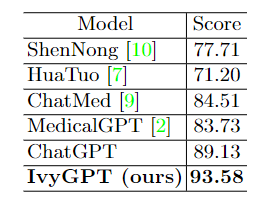 Model Score
ShenNong [10] 77.71
HuaTuo [7] 71.20
ChatMed [9] 84.51
MedicalGPT [2] 83.73
ChatGPT 89.13
IvyGPT (ours) 93.58